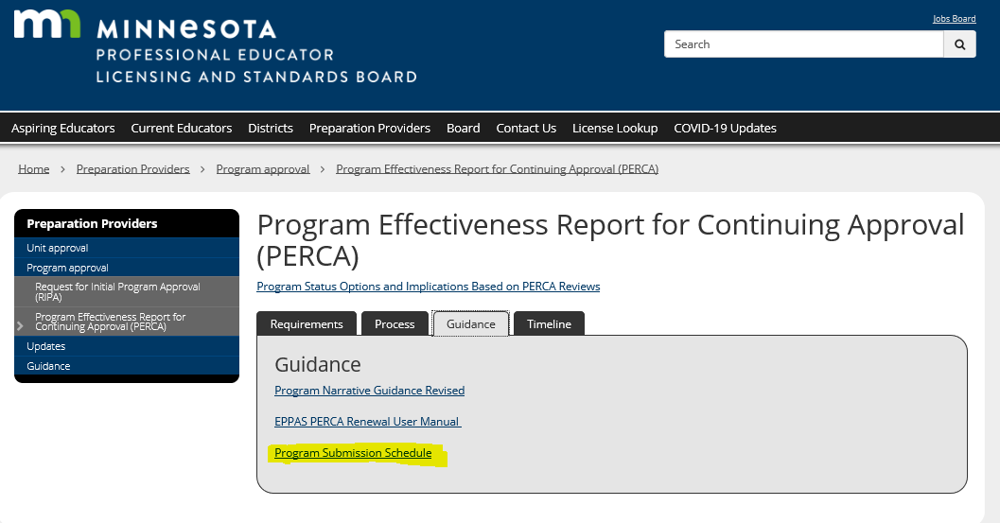 Jobs Board
mn MINNESOTA
PROFESSIONAL EDUCATOR
LICENSING AND STANDARDS BOARD
Search
Aspiring Educators Current Educators Districts Preparation Providers Board Contact Us License Lookup COVID-19 Updates
Home > Preparation Providers > Program approval > Program Effectiveness Report for Continuing Approval (PERCA)
Preparation Providers
Unit approval
Program approval
Request for Initial Program Approval
(RIPA)
Program Effectiveness Report for
Continuing Approval (PERCA)
Updates
Guidance
Program Effectiveness Report for Continuing Approval
(PERCA)
Program Status Options and Implications Based on PERCA Reviews
Requirements Process Guidance Timeline
Guidance
Program Narrative Guidance Revised
EPPAS PERCA Renewal User Manual
Program Submission Schedule